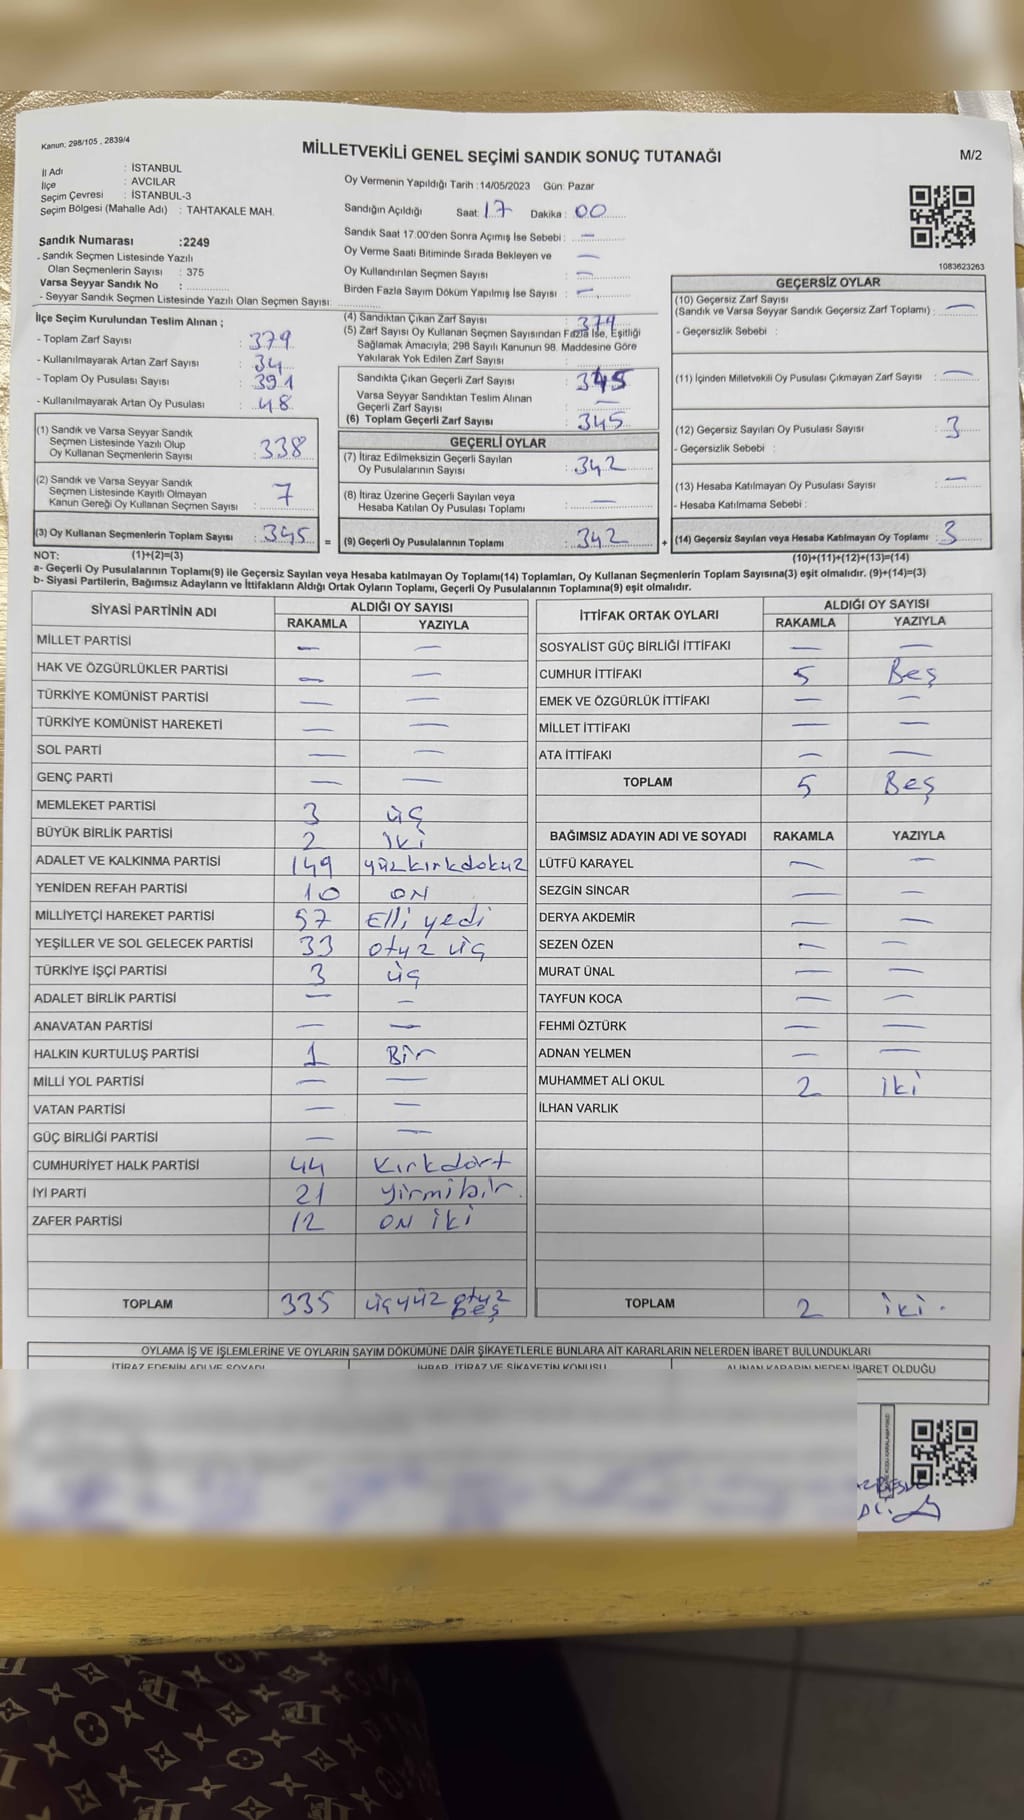 Kanun: 298/105 , 2839/4
MİLLETVEKİLİ GENEL SEÇİMİ SANDIK SONUÇ TUTANAĞI
M/2
İl Adı : İSTANBUL
İlçe : AVCILAR
Seçim Çevresi : İSTANBUL-3
Seçim Bölgesi (Mahalle Adı) : TAHTAKALE MAH.
Oy Vermenin Yapıldığı Tarih :14/05/2023 Gün: Pazar
Sandığın Açıldığı Saat: 17 Dakika : 00
Sandık Saat 17:00'den Sonra Açımış İse Sebebi : —
Oy Verme Saati Bitiminde Sırada Bekleyen ve —
Oy Kullandırılan Seçmen Sayısı : —
Birden Fazla Sayım Döküm Yapılmış İse Sayısı : —
1083623263
Sandık Numarası :2249
- Sandık Seçmen Listesinde Yazılı
Olan Seçmenlerin Sayısı : 375
Varsa Seyyar Sandık No :
- Seyyar Sandık Seçmen Listesinde Yazılı Olan Seçmen Sayısı:
İlçe Seçim Kurulundan Teslim Alınan ;
- Toplam Zarf Sayısı : 379
- Kullanılmayarak Artan Zarf Sayısı : 34
- Toplam Oy Pusulası Sayısı : 391
- Kullanılmayarak Artan Oy Pusulası : 48
(1) Sandık ve Varsa Seyyar Sandık
Seçmen Listesinde Yazılı Olup
Oy Kullanan Seçmenlerin Sayısı : 338
(2) Sandık ve Varsa Seyyar Sandık
Seçmen Listesinde Kayıtlı Olmayan
Kanun Gereği Oy Kullanan Seçmen Sayısı : 7
(3) Oy Kullanan Seçmenlerin Toplam Sayısı : 345 =
(4) Sandıktan Çıkan Zarf Sayısı : 379
(5) Zarf Sayısı Oy Kullanan Seçmen Sayısından Fazla İse, Eşitliği
Sağlamak Amacıyla, 298 Sayılı Kanunun 98. Maddesine Göre
Yakılarak Yok Edilen Zarf Sayısı :
Sandıkta Çıkan Geçerli Zarf Sayısı : 345
Varsa Seyyar Sandıktan Teslim Alınan
Geçerli Zarf Sayısı : —
(6) Toplam Geçerli Zarf Sayısı : 345
GEÇERLİ OYLAR
(7) İtiraz Edilmeksizin Geçerli Sayılan
Oy Pusulalarının Sayısı : 342
(8) İtiraz Üzerine Geçerli Sayılan veya
Hesaba Katılan Oy Pusulası Toplamı : —
(9) Geçerli Oy Pusulalarının Toplamı : 342 +
GEÇERSİZ OYLAR
(10) Geçersiz Zarf Sayısı
(Sandık ve Varsa Seyyar Sandık Geçersiz Zarf Toplamı) : —
- Geçersizlik Sebebi :
(11) İçinden Milletvekili Oy Pusulası Çıkmayan Zarf Sayısı : —
(12) Geçersiz Sayılan Oy Pusulası Sayısı : 3
- Geçersizlik Sebebi :
(13) Hesaba Katılmayan Oy Pusulası Sayısı : —
- Hesaba Katılmama Sebebi :
(14) Geçersiz Sayılan veya Hesaba Katılmayan Oy Toplamı : 3
NOT: (1)+(2)=(3)
(10)+(11)+(12)+(13)=(14)
a- Geçerli Oy Pusulalarının Toplamı(9) ile Geçersiz Sayılan veya Hesaba katılmayan Oy Toplamı(14) Toplamları, Oy Kullanan Seçmenlerin Toplam Sayısına(3) eşit olmalıdır. (9)+(14)=(3)
b- Siyasi Partilerin, Bağımsız Adayların ve İttifakların Aldığı Ortak Oyların Toplamı, Geçerli Oy Pusulalarının Toplamına(9) eşit olmalıdır.
SİYASİ PARTİNİN ADI ALDIĞI OY SAYISI
RAKAMLA YAZIYLA
MİLLET PARTİSİ — —
HAK VE ÖZGÜRLÜKLER PARTİSİ — —
TÜRKİYE KOMÜNİST PARTİSİ — —
TÜRKİYE KOMÜNİST HAREKETİ — —
SOL PARTİ — —
GENÇ PARTİ — —
MEMLEKET PARTİSİ 3 üç
BÜYÜK BİRLİK PARTİSİ 2 iki
ADALET VE KALKINMA PARTİSİ 149 yüzkırkdokuz
YENİDEN REFAH PARTİSİ 10 ON
MİLLİYETÇİ HAREKET PARTİSİ 57 Elli yedi
YEŞİLLER VE SOL GELECEK PARTİSİ 33 otuz üç
TÜRKİYE İŞÇİ PARTİSİ 3 üç
ADALET BİRLİK PARTİSİ — —
ANAVATAN PARTİSİ — —
HALKIN KURTULUŞ PARTİSİ 1 Bir
MİLLİ YOL PARTİSİ — —
VATAN PARTİSİ — —
GÜÇ BİRLİĞİ PARTİSİ — —
CUMHURİYET HALK PARTİSİ 44 Kırkdört
İYİ PARTİ 21 yirmibir.
ZAFER PARTİSİ 12 ON iki
TOPLAM 335 üçyüz otuz beş
İTTİFAK ORTAK OYLARI ALDIĞI OY SAYISI
RAKAMLA YAZIYLA
SOSYALİST GÜÇ BİRLİĞİ İTTİFAKI — —
CUMHUR İTTİFAKI 5 Beş
EMEK VE ÖZGÜRLÜK İTTİFAKI — —
MİLLET İTTİFAKI — —
ATA İTTİFAKI — —
TOPLAM 5 Beş
BAĞIMSIZ ADAYIN ADI VE SOYADI RAKAMLA YAZIYLA
LÜTFÜ KARAYEL — —
SEZGİN SİNCAR — —
DERYA AKDEMİR — —
SEZEN ÖZEN — —
MURAT ÜNAL — —
TAYFUN KOCA — —
FEHMİ ÖZTÜRK — —
ADNAN YELMEN — —
MUHAMMET ALİ OKUL 2 iki
İLHAN VARLIK
TOPLAM 2 iki.
OYLAMA İŞ VE İŞLEMLERİNE VE OYLARIN SAYIM DÖKÜMÜNE DAİR ŞİKAYETLERLE BUNLARA AİT KARARLARIN NELERDEN İBARET BULUNDUKLARI
İTİRAZ EDENİN ADI VE SOYADI İHBAR, İTİRAZ VE ŞİKAYETİN KONUSU ALINAN KARARIN NEDEN İBARET OLDUĞU